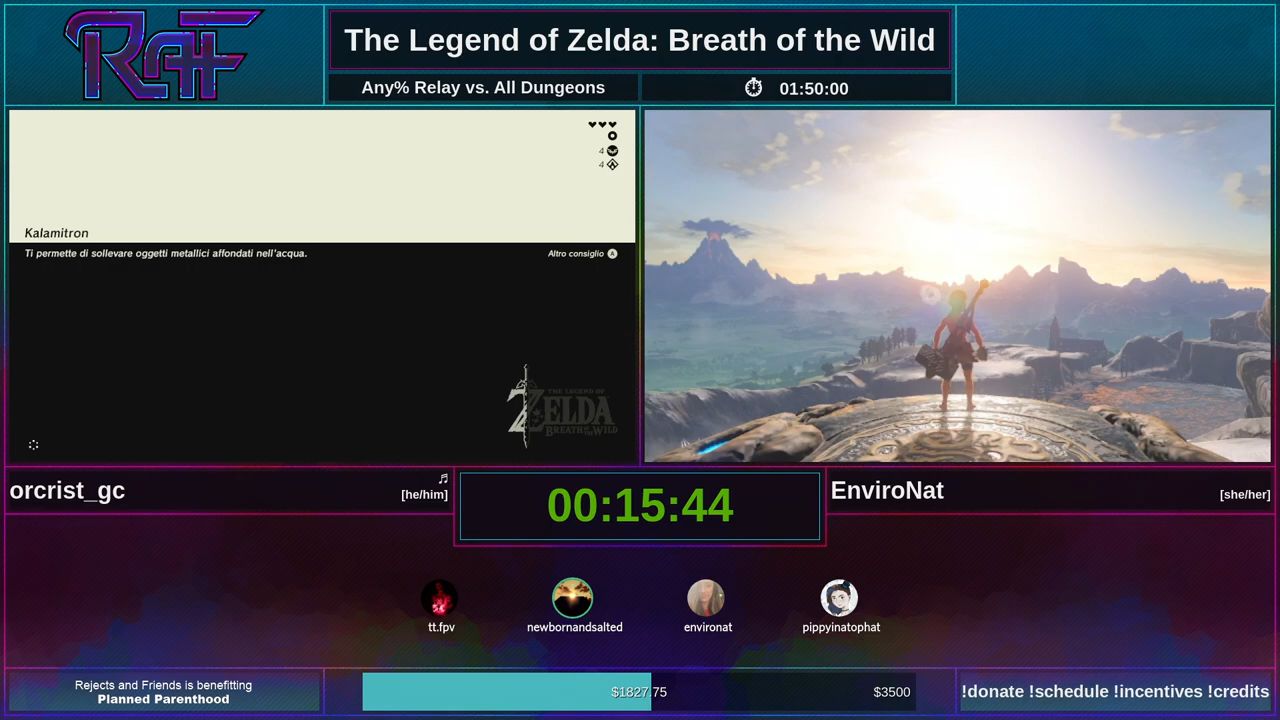 RAF
The Legend of Zelda: Breath of the Wild
Any% Relay vs. All Dungeons
01:50:00
4
4
Kalamitron
Ti permette di sollevare oggetti metallici affondati nell'acqua.
Altro consiglio A
THE LEGEND OF
ZELDA
BREATH OF THE WILD
orcrist_gc
[he/him]
00:15:44
EnviroNat
[she/her]
tt.fpv
newbornandsalted
environat
pippyinatophat
Rejects and Friends is benefitting
Planned Parenthood
$1827.75
$3500
!donate !schedule !incentives !credits